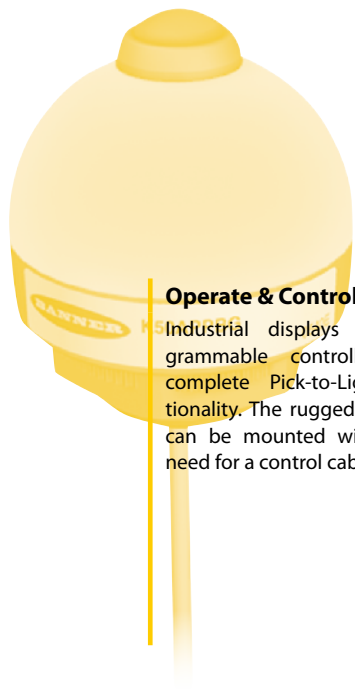 BANNER
Operate & Control
Industrial displays
grammable controll
complete Pick-to-Lig
tionality. The rugged
can be mounted wi
need for a control cab